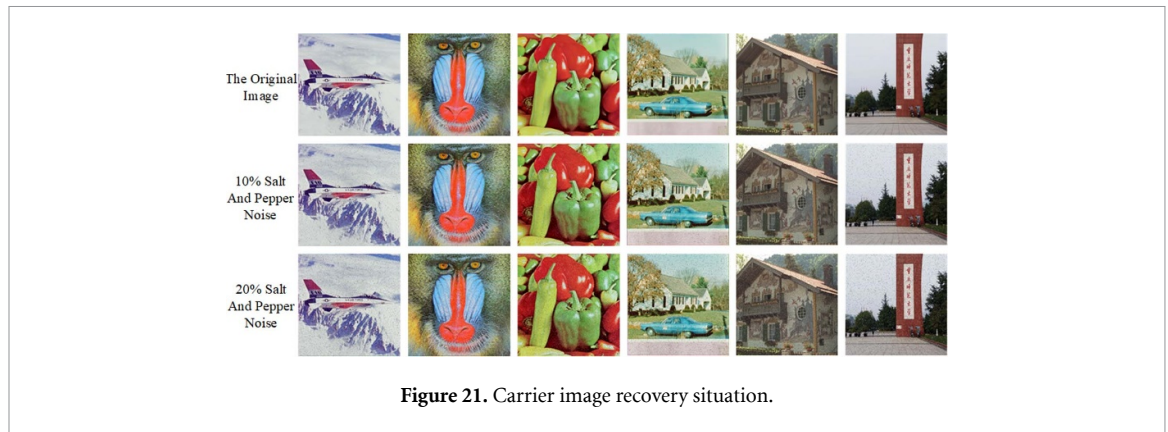 The Original
Image
10% Salt
And Pepper
Noise
20% Salt
And Pepper
Noise
Figure 21. Carrier image recovery situation.